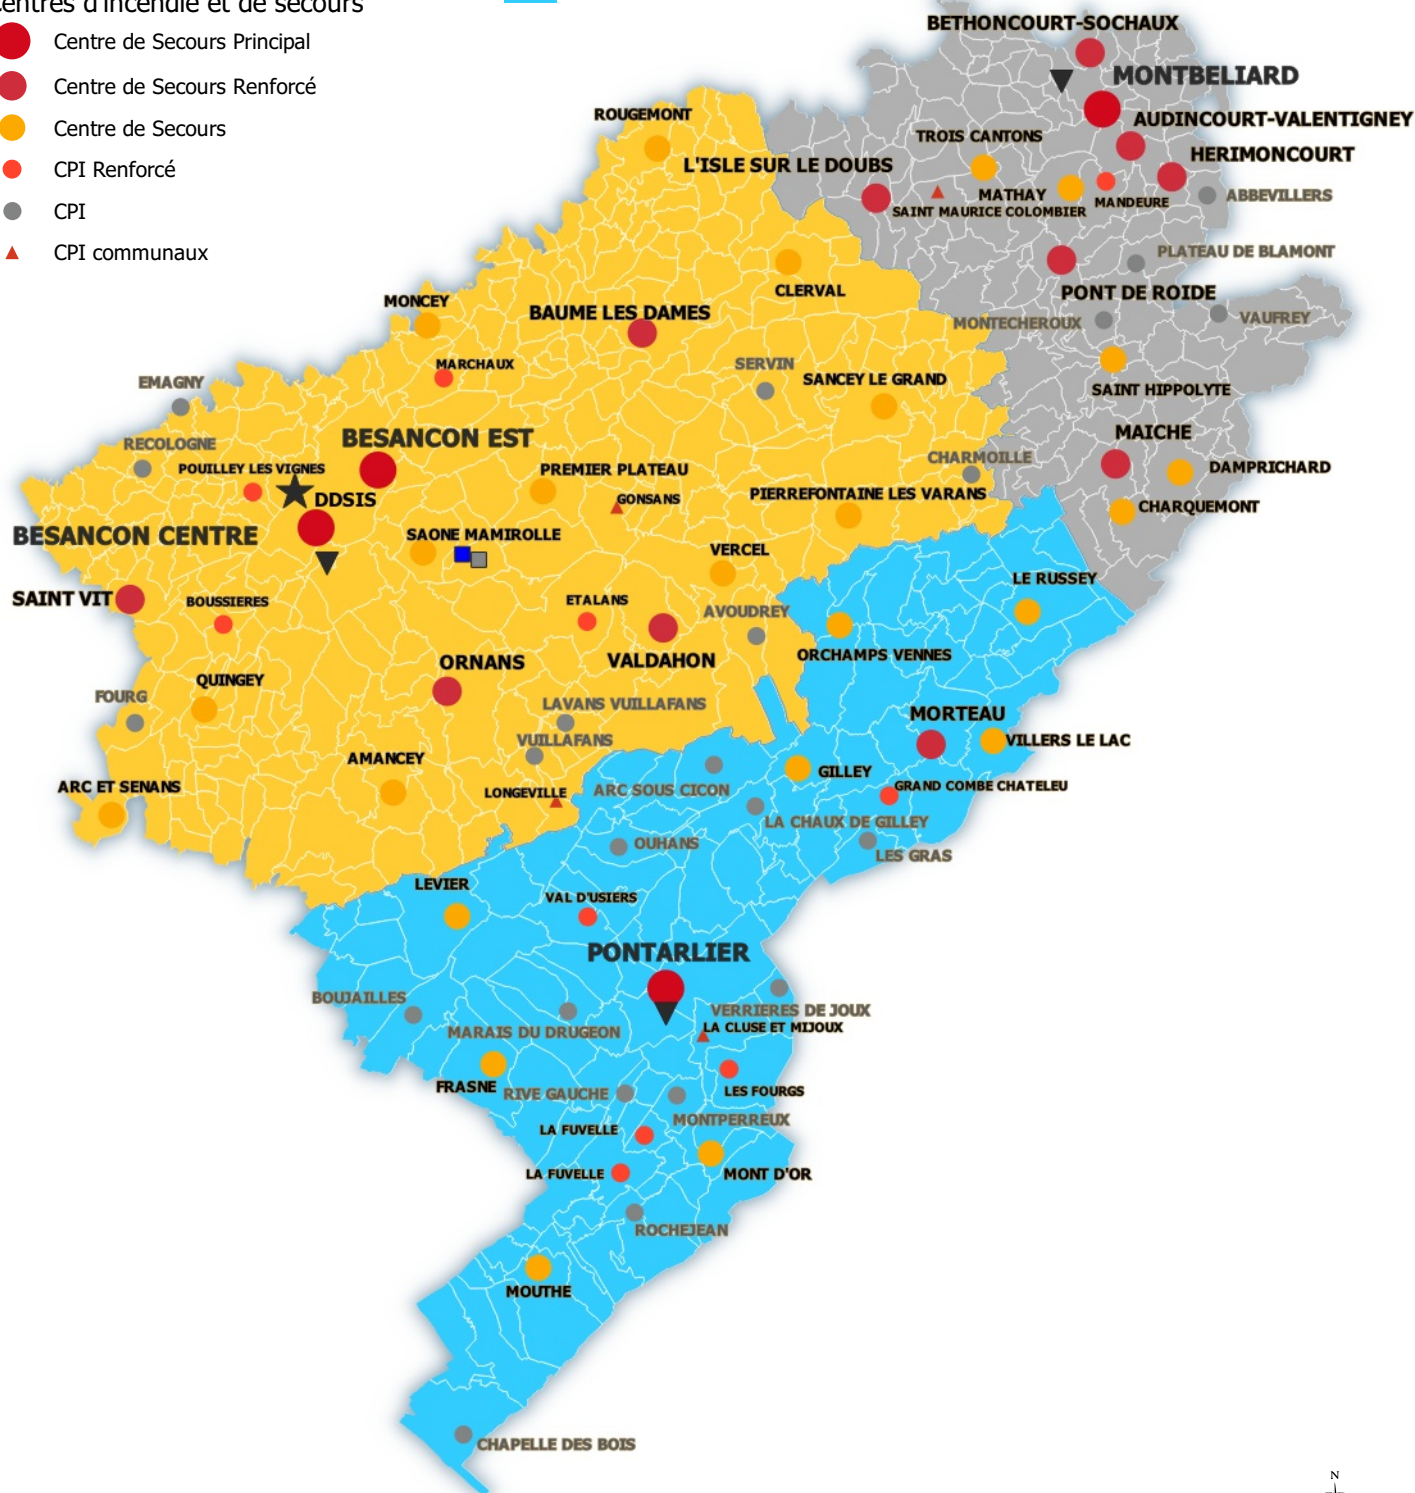 centres d'incendie et de secours
Centre de Secours Principal
Centre de Secours Renforcé
Centre de Secours
CPI Renforcé
CPI
CPI communaux
BETHONCOURT-SOCHAUX
MONTBELIARD
ROUGEMONT
AUDINCOURT-VALENTIGNEY
TROIS CANTONS
HERIMONCOURT
L'ISLE SUR LE DOUBS
MATHAY
MANDEURE
ABBEVILLERS
SAINT MAURICE COLOMBIER
PLATEAU DE BLAMONT
CLERVAL
PONT DE ROIDE
MONCEY
BAUME LES DAMES
MONTECHEROUX
VAUFREY
MARCHAUX
SERVIN
SANCEY LE GRAND
EMAGNY
SAINT HIPPOLYTE
MAICHE
RECOLOGNE
BESANCON EST
CHARMOILLE
POUILLEY LES VIGNES
PREMIER PLATEAU
DAMPRICHARD
DDSIS
GONSANS
PIERREFONTAINE LES VARANS
CHARQUEMONT
BESANCON CENTRE
SAONE MAMIROLLE
VERCEL
LE RUSSEY
SAINT VIT
BOUSSIERES
ETALANS
AVOUDREY
ORNANS
VALDAHON
ORCHAMPS VENNES
QUINGEY
FOURG
LAVANS VUILLAFANS
MORTEAU
VUILLAFANS
VILLERS LE LAC
AMANCEY
GILLEY
ARC ET SENANS
LONGEVILLE
ARC SOUS CICON
GRAND COMBE CHATELEU
LA CHAUX DE GILLEY
OUHANS
LES GRAS
LEVIER
VAL D'USIERS
PONTARLIER
BOUJAILLES
VERRIERES DE JOUX
MARAIS DU DRUGEON
LA CLUSE ET MIJOUX
FRASNE
RIVE GAUCHE
LES FOURGS
MONTPERREUX
LA FUVELLE
LA FUVELLE
MONT D'OR
ROCHEJEAN
MOUTHE
CHAPELLE DES BOIS
N